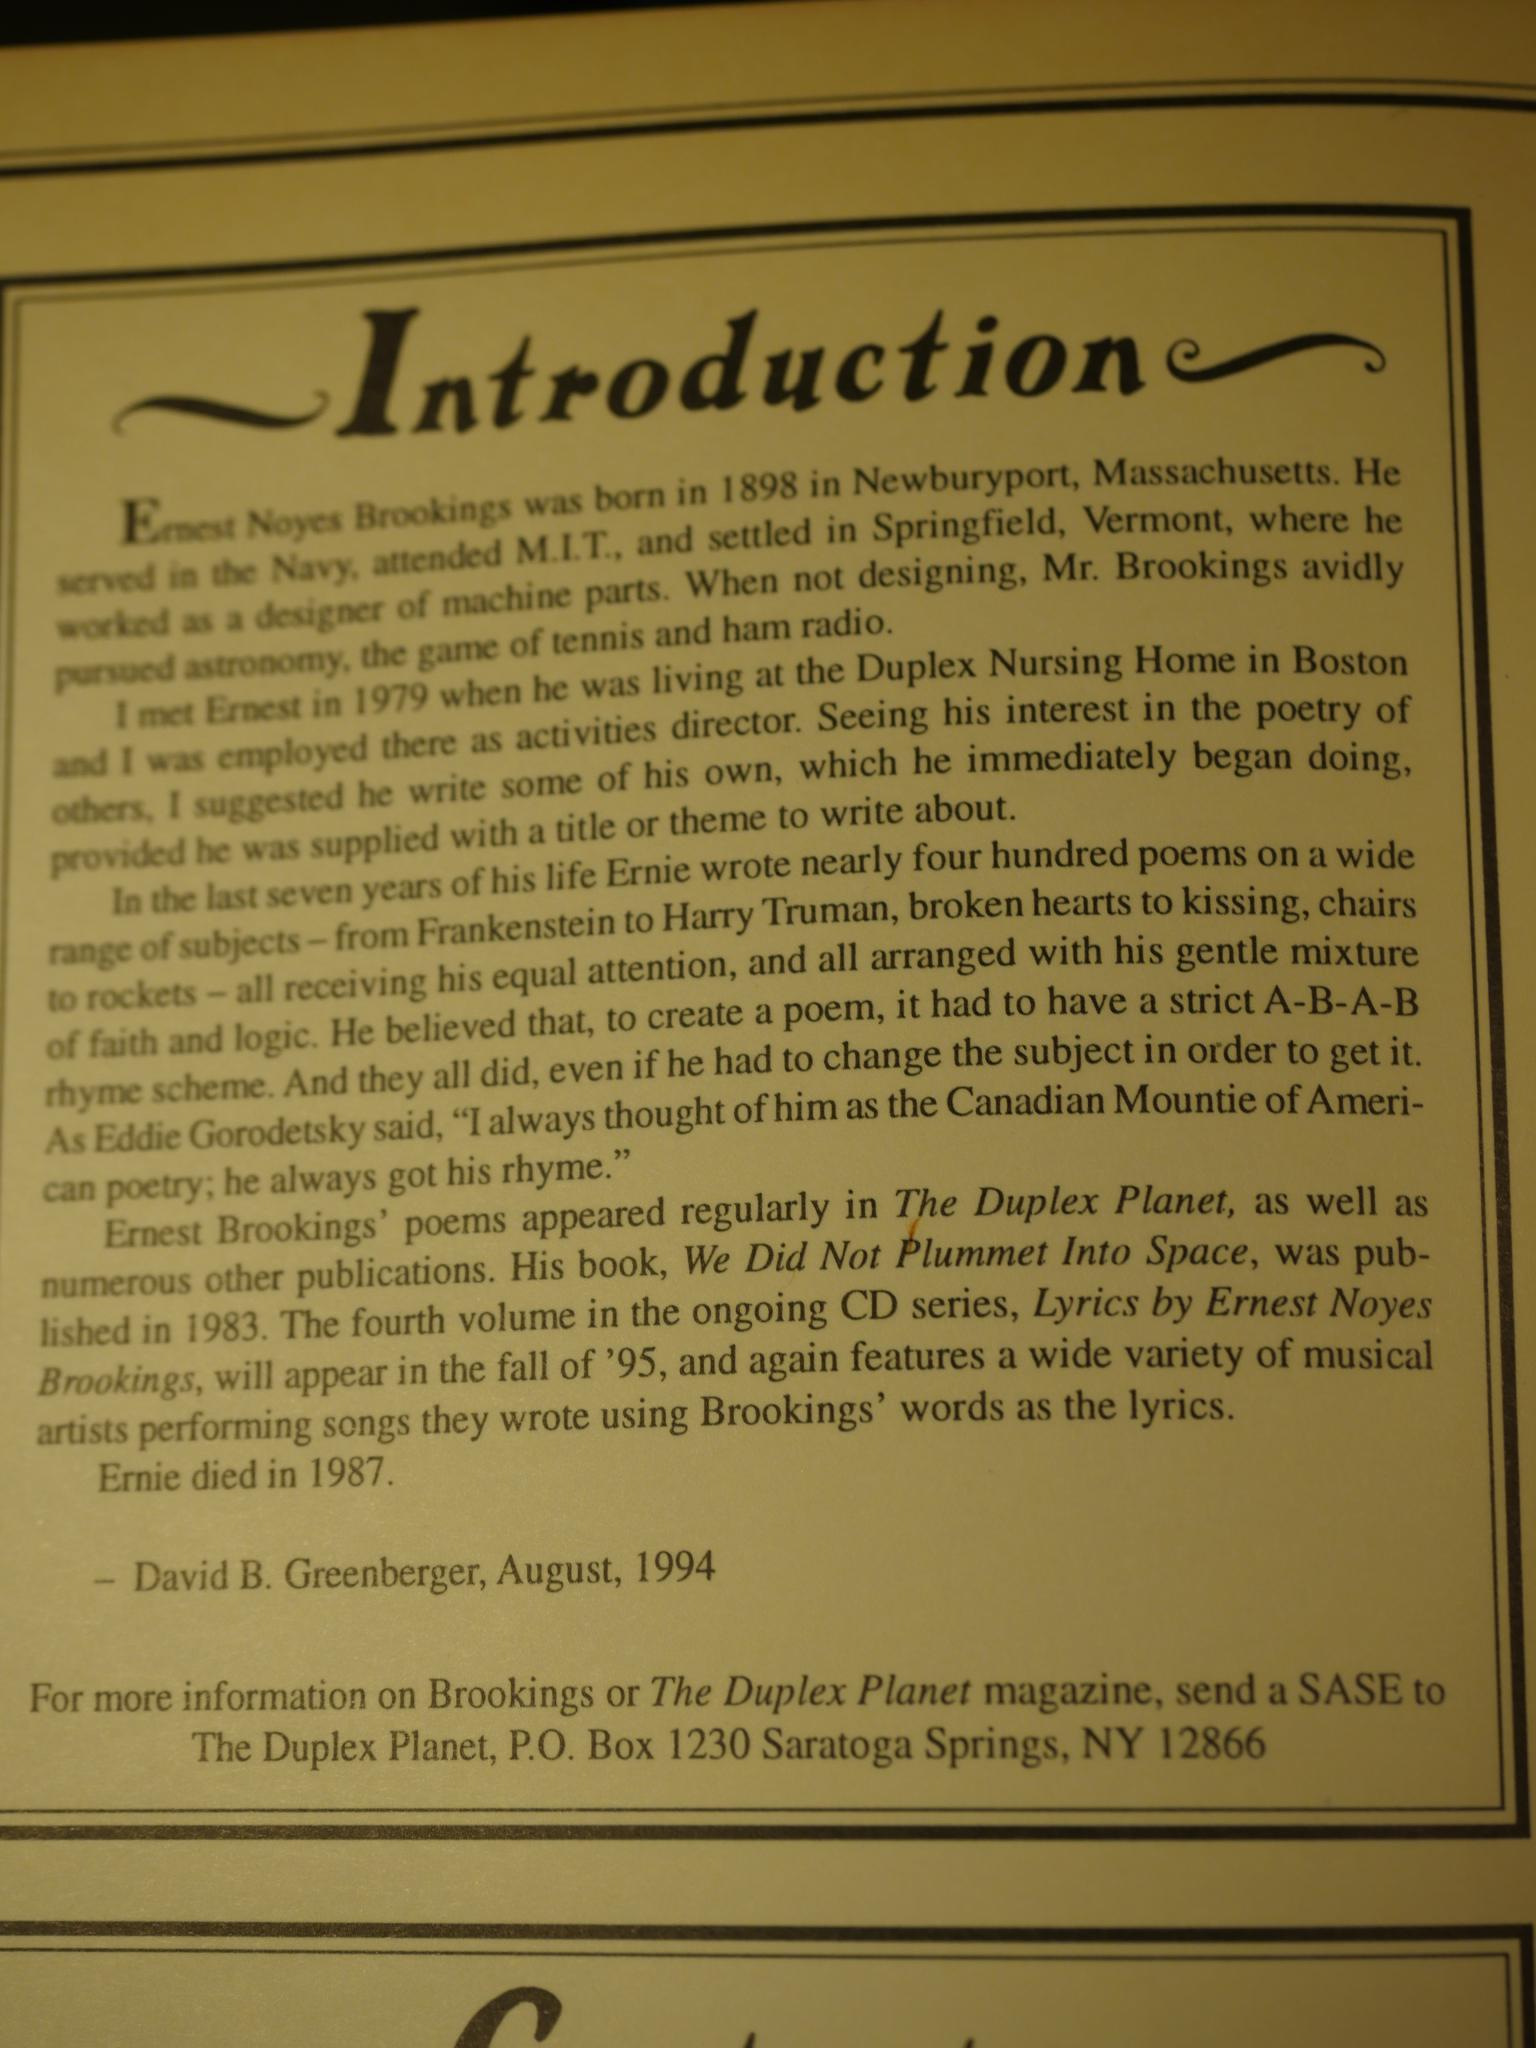 Introduction
Ernest Noyes Brookings was born in 1898 in Newburyport, Massachusetts. He
served in the Navy, attended M.I.T., and settled in Springfield, Vermont, where he
worked as a designer of machine parts. When not designing, Mr. Brookings avidly
pursued astronomy, the game of tennis and ham radio.
I met Ernest in 1979 when he was living at the Duplex Nursing Home in Boston
and I was employed there as activities director. Seeing his interest in the poetry of
others, I suggested he write some of his own, which he immediately began doing,
provided he was supplied with a title or theme to write about.
In the last seven years of his life Ernie wrote nearly four hundred poems on a wide
range of subjects – from Frankenstein to Harry Truman, broken hearts to kissing, chairs
to rockets – all receiving his equal attention, and all arranged with his gentle mixture
of faith and logic. He believed that, to create a poem, it had to have a strict A-B-A-B
rhyme scheme. And they all did, even if he had to change the subject in order to get it.
As Eddie Gorodetsky said, “I always thought of him as the Canadian Mountie of Ameri-
can poetry; he always got his rhyme.”
Ernest Brookings’ poems appeared regularly in The Duplex Planet, as well as
numerous other publications. His book, We Did Not Plummet Into Space, was pub-
lished in 1983. The fourth volume in the ongoing CD series, Lyrics by Ernest Noyes
Brookings, will appear in the fall of ’95, and again features a wide variety of musical
artists performing songs they wrote using Brookings’ words as the lyrics.
Ernie died in 1987.
– David B. Greenberger, August, 1994
For more information on Brookings or The Duplex Planet magazine, send a SASE to
The Duplex Planet, P.O. Box 1230 Saratoga Springs, NY 12866